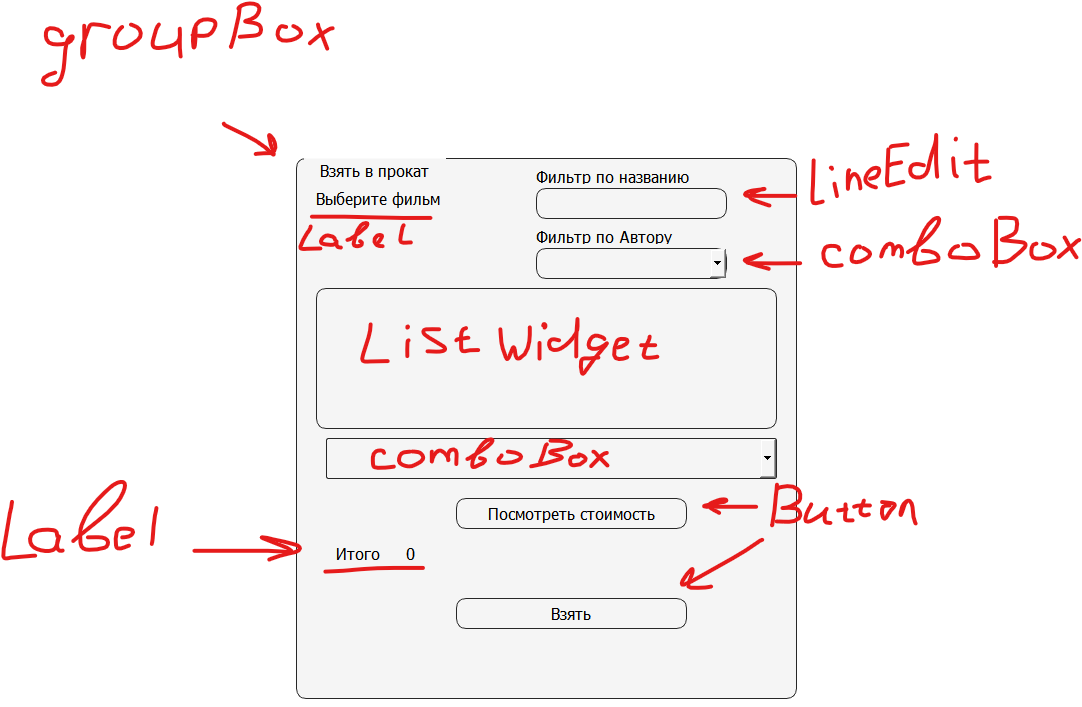 groupBox
Взять в прокат
Выберите фильм
Label
Фильтр по названию
LineEdit
Фильтр по Автору
comboBox
List Widget
comboBox
Посмотреть стоимость
Button
Label
Итого 0
Взять